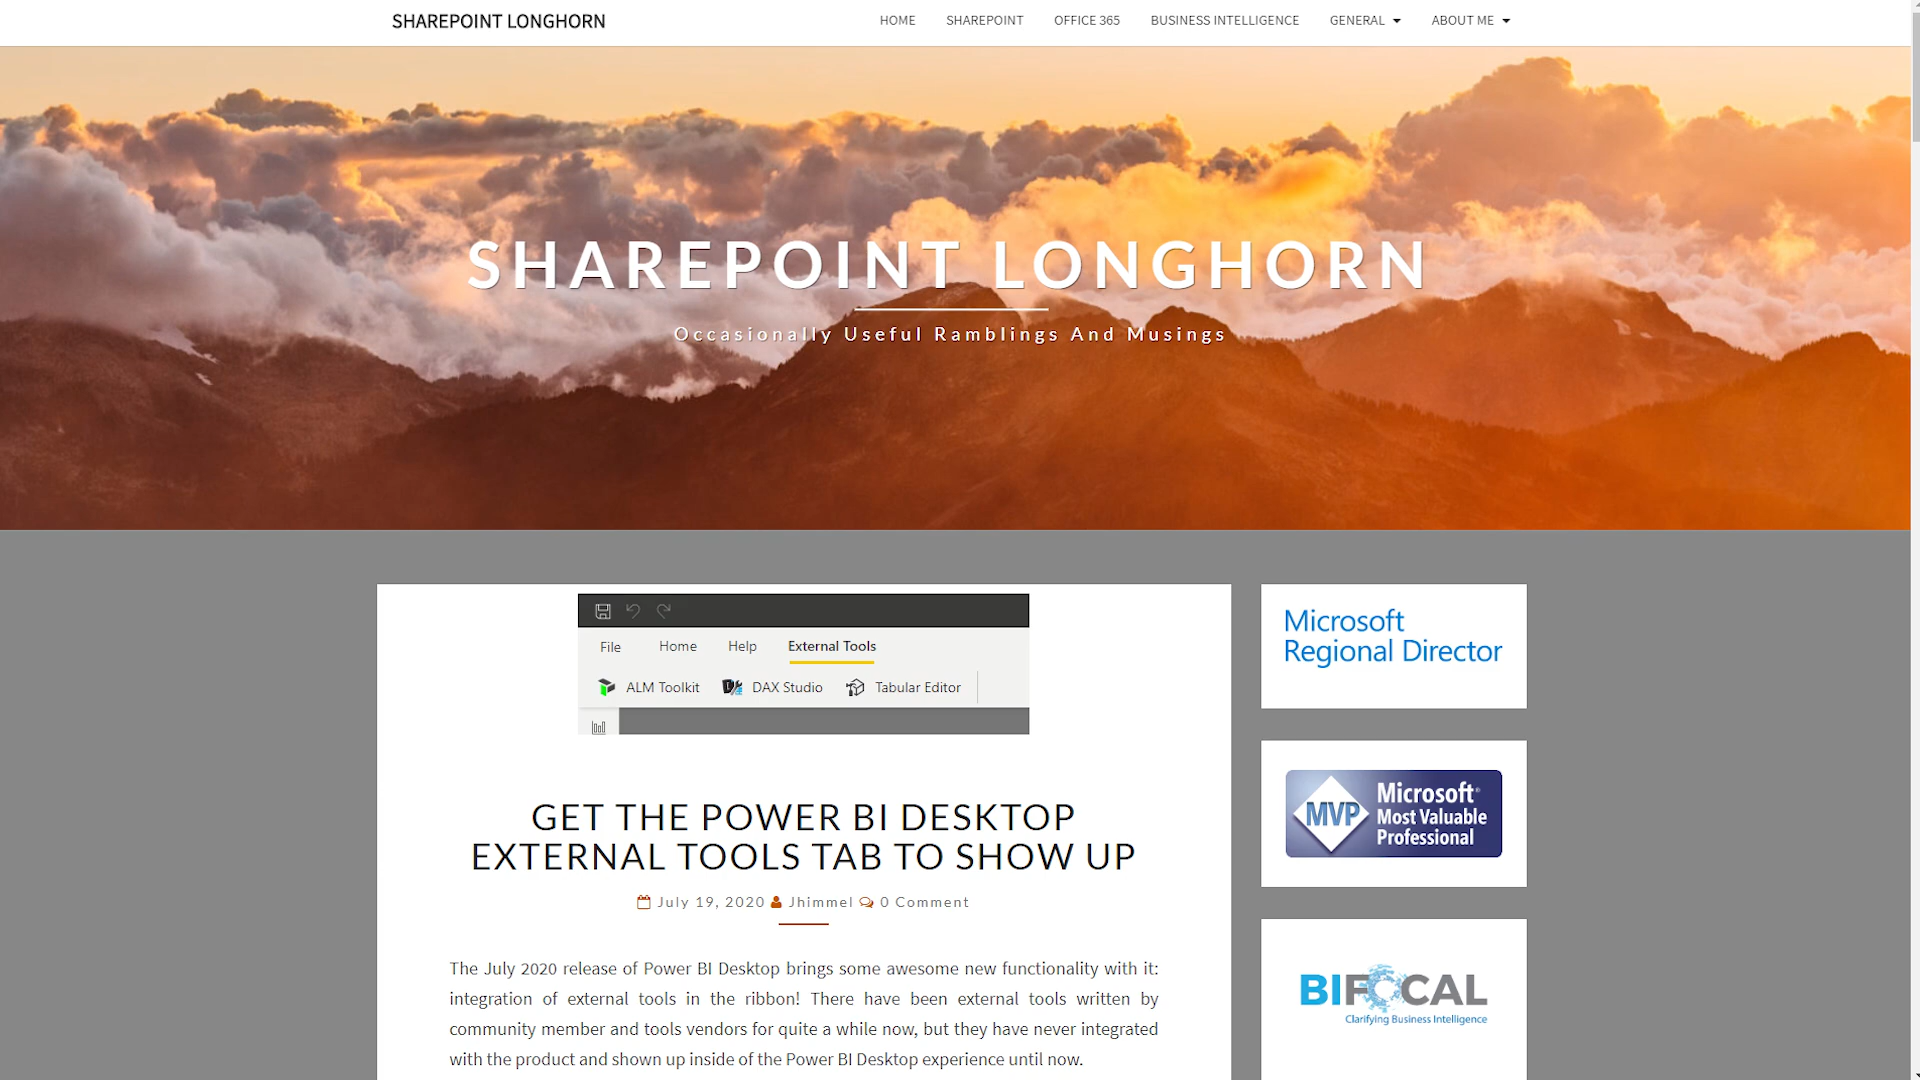 SHAREPOINT LONGHORN
HOME SHAREPOINT OFFICE 365 BUSINESS INTELLIGENCE GENERAL ABOUT ME
SHAREPOINT LONGHORN
Occasionally Useful Ramblings And Musings
File Home Help External Tools
ALM Toolkit DAX Studio Tabular Editor
GET THE POWER BI DESKTOP
EXTERNAL TOOLS TAB TO SHOW UP
July 19, 2020 Jhimmel 0 Comment
The July 2020 release of Power BI Desktop brings some awesome new functionality with it:
integration of external tools in the ribbon! There have been external tools written by
community member and tools vendors for quite a while now, but they have never integrated
with the product and shown up inside of the Power BI Desktop experience until now.
Microsoft
Regional Director
MVP
Microsoft®
Most Valuable
Professional
BIFOCAL
Clarifying Business Intelligence